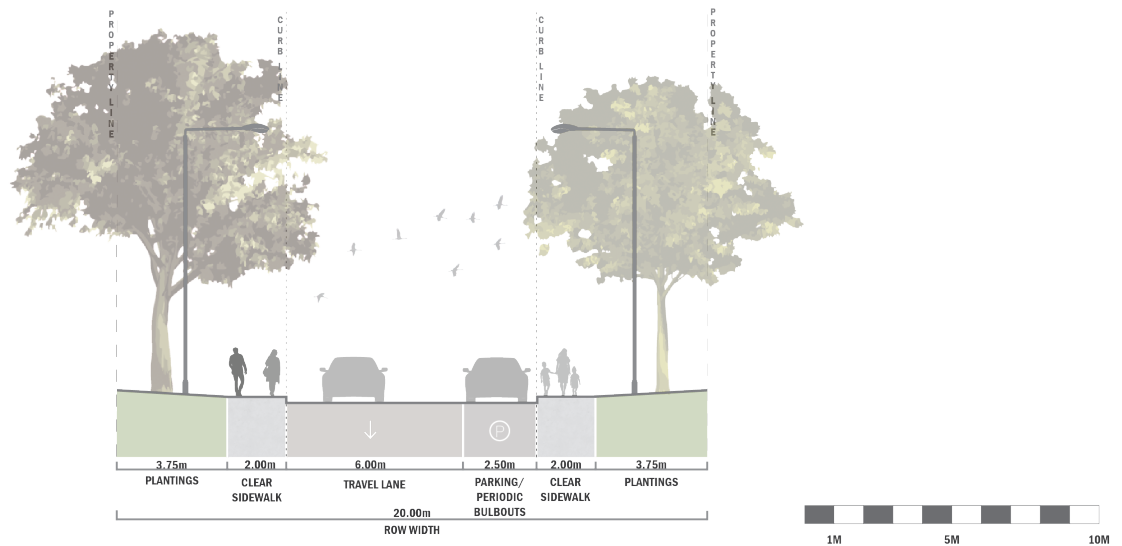 PROPERTY LINE
CURB LINE
CURB LINE
PROPERTY LINE
P
3.75m 2.00m 6.00m 2.50m 2.00m 3.75m
PLANTINGS
CLEAR
SIDEWALK
TRAVEL LANE
PARKING/
PERIODIC
BULBOUTS
CLEAR
SIDEWALK
PLANTINGS
20.00m
ROW WIDTH
1M 5M 10M